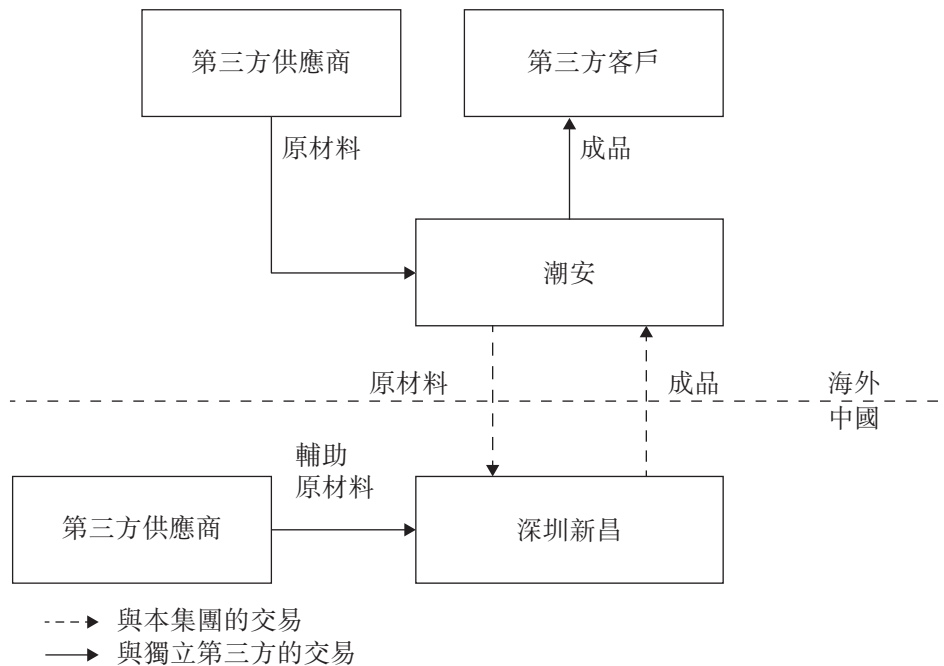 第三方供應商
第三方客戶
原材料
成品
潮安
原材料
成品
海外
中國
輔助
原材料
第三方供應商
深圳新昌
與本集團的交易
與獨立第三方的交易